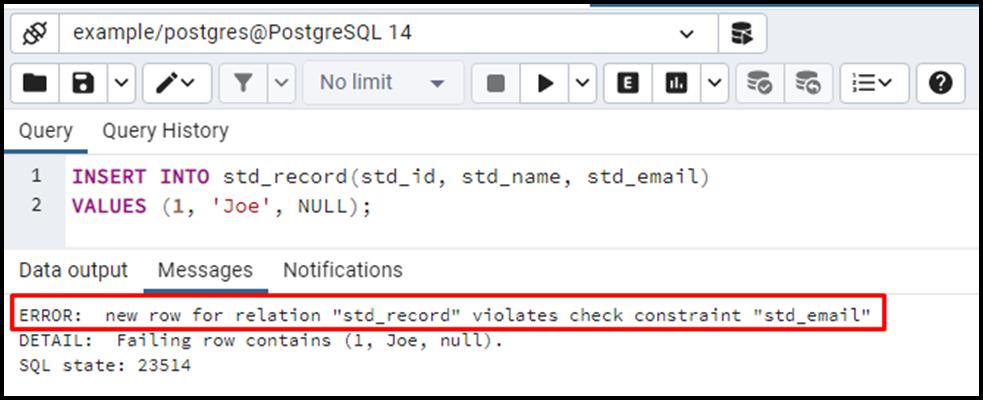 example/postgres@PostgreSQL 14
No limit
E
Query Query History
1 INSERT INTO std_record(std_id, std_name, std_email)
2 VALUES (1, 'Joe', NULL);
Data output Messages Notifications
ERROR:  new row for relation "std_record" violates check constraint "std_email"
DETAIL:  Failing row contains (1, Joe, null).
SQL state: 23514